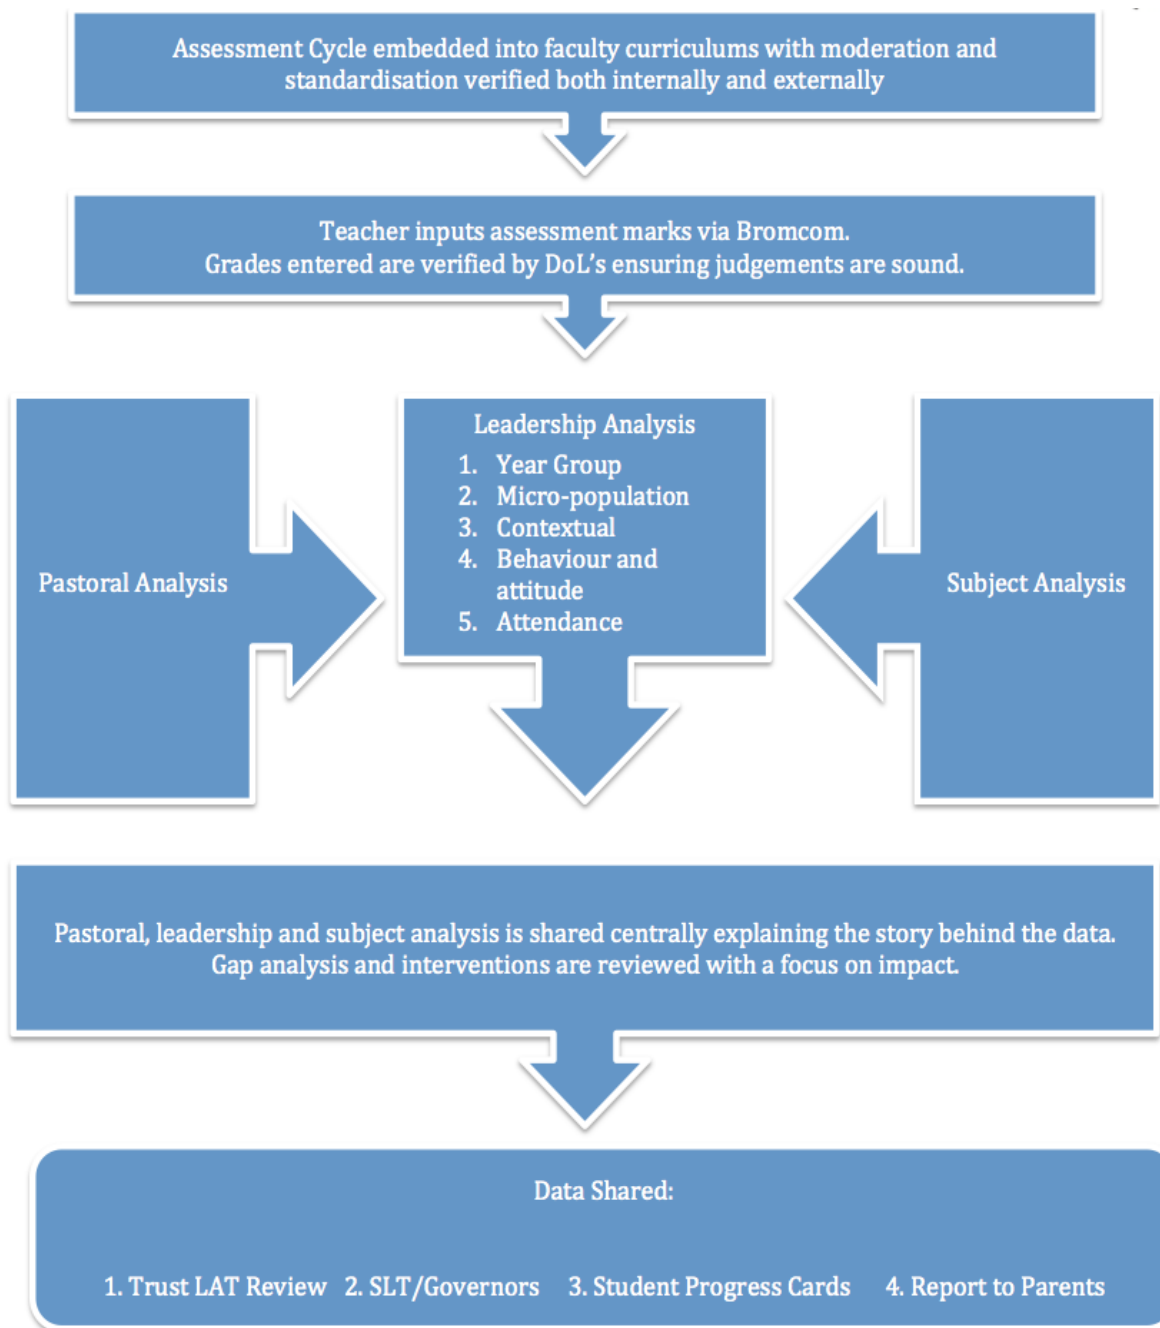 Assessment Cycle embedded into faculty curriculums with moderation and
standardisation verified both internally and externally
Teacher inputs assessment marks via Bromcom.
Grades entered are verified by DoL’s ensuring judgements are sound.
Pastoral Analysis
Leadership Analysis
1. Year Group
2. Micro-population
3. Contextual
4. Behaviour and
attitude
5. Attendance
Subject Analysis
Pastoral, leadership and subject analysis is shared centrally explaining the story behind the data.
Gap analysis and interventions are reviewed with a focus on impact.
Data Shared:
1. Trust LAT Review 2. SLT/Governors 3. Student Progress Cards 4. Report to Parents